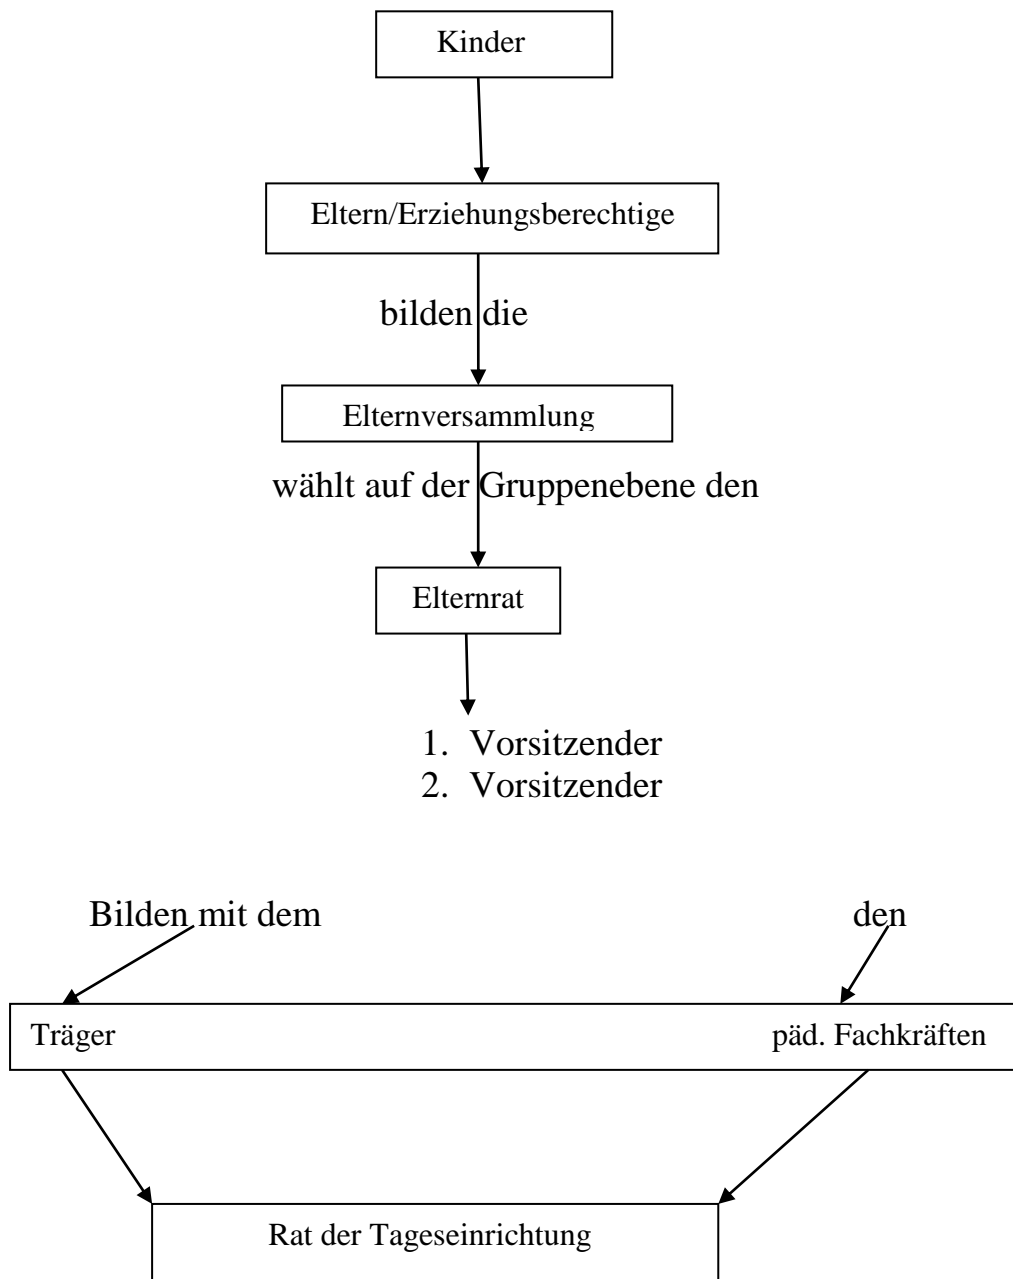 Kinder
Eltern/Erziehungsberechtige
bilden die
Elternversammlung
wählt auf der Gruppenebene den
Elternrat
1. Vorsitzender
2. Vorsitzender
Bilden mit dem den
Träger päd. Fachkräften
Rat der Tageseinrichtung